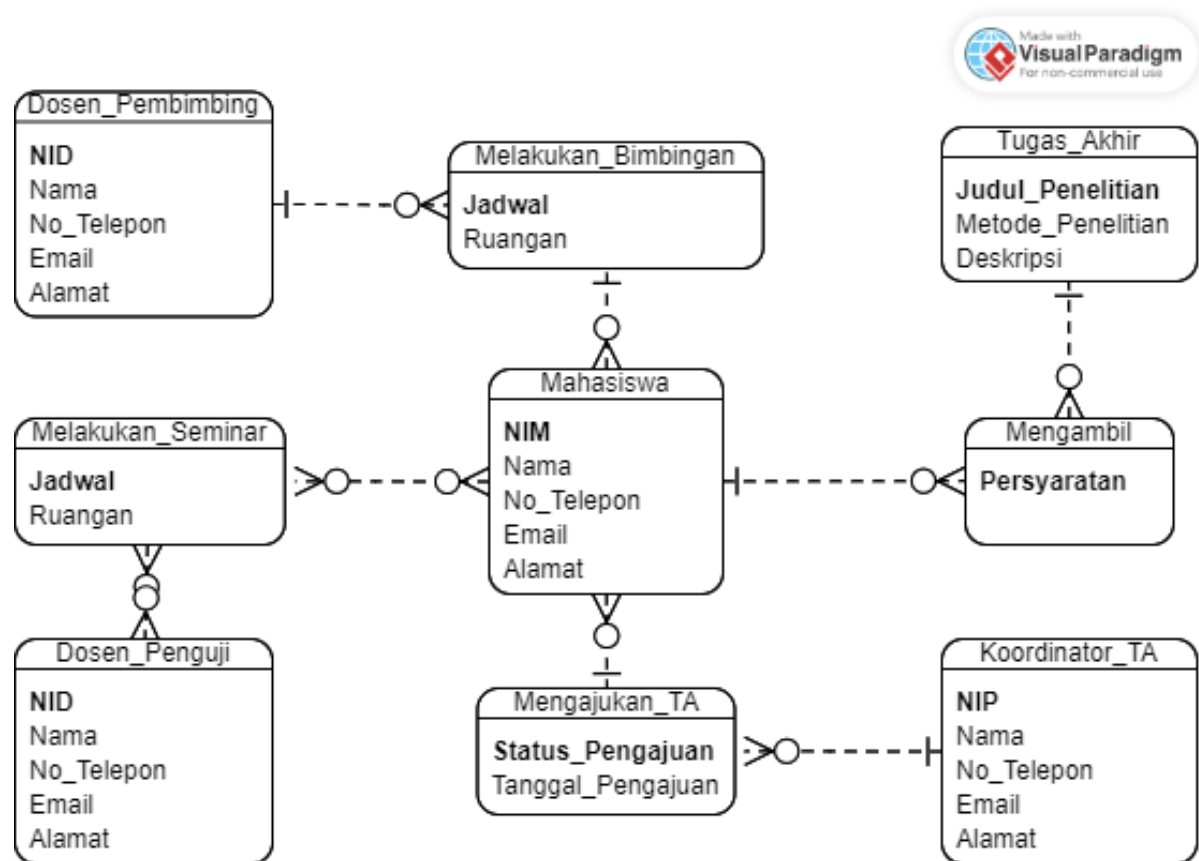 Made with
Visual Paradigm
For non-commercial use
Dosen_Pembimbing
NID
Nama
No_Telepon
Email
Alamat
Melakukan_Bimbingan
Jadwal
Ruangan
Tugas_Akhir
Judul_Penelitian
Metode_Penelitian
Deskripsi
Melakukan_Seminar
Jadwal
Ruangan
Mahasiswa
NIM
Nama
No_Telepon
Email
Alamat
Mengambil
Persyaratan
Dosen_Penguji
NID
Nama
No_Telepon
Email
Alamat
Mengajukan_TA
Status_Pengajuan
Tanggal_Pengajuan
Koordinator_TA
NIP
Nama
No_Telepon
Email
Alamat